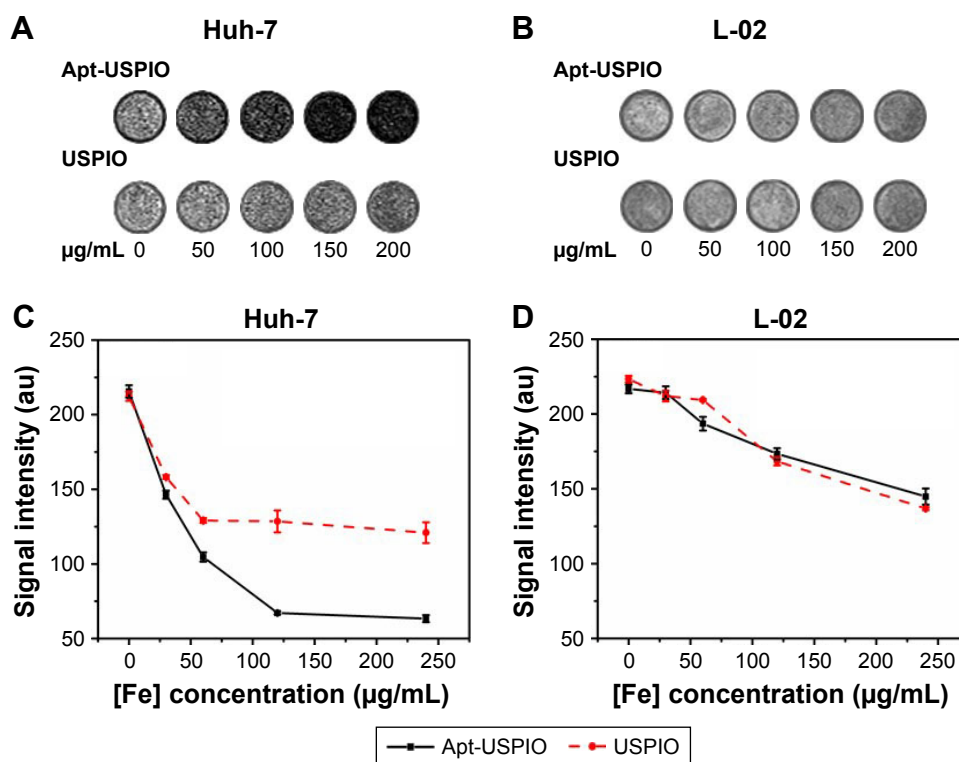 A
Huh-7
Apt-USPIO
USPIO
µg/mL 0 50 100 150 200
B
L-02
Apt-USPIO
USPIO
µg/mL 0 50 100 150 200
C
Huh-7
Signal intensity (au)
250
200
150
100
50
0 50 100 150 200 250
[Fe] concentration (µg/mL)
D
L-02
Signal intensity (au)
250
200
150
100
50
0 50 100 150 200 250
[Fe] concentration (µg/mL)
Apt-USPIO USPIO